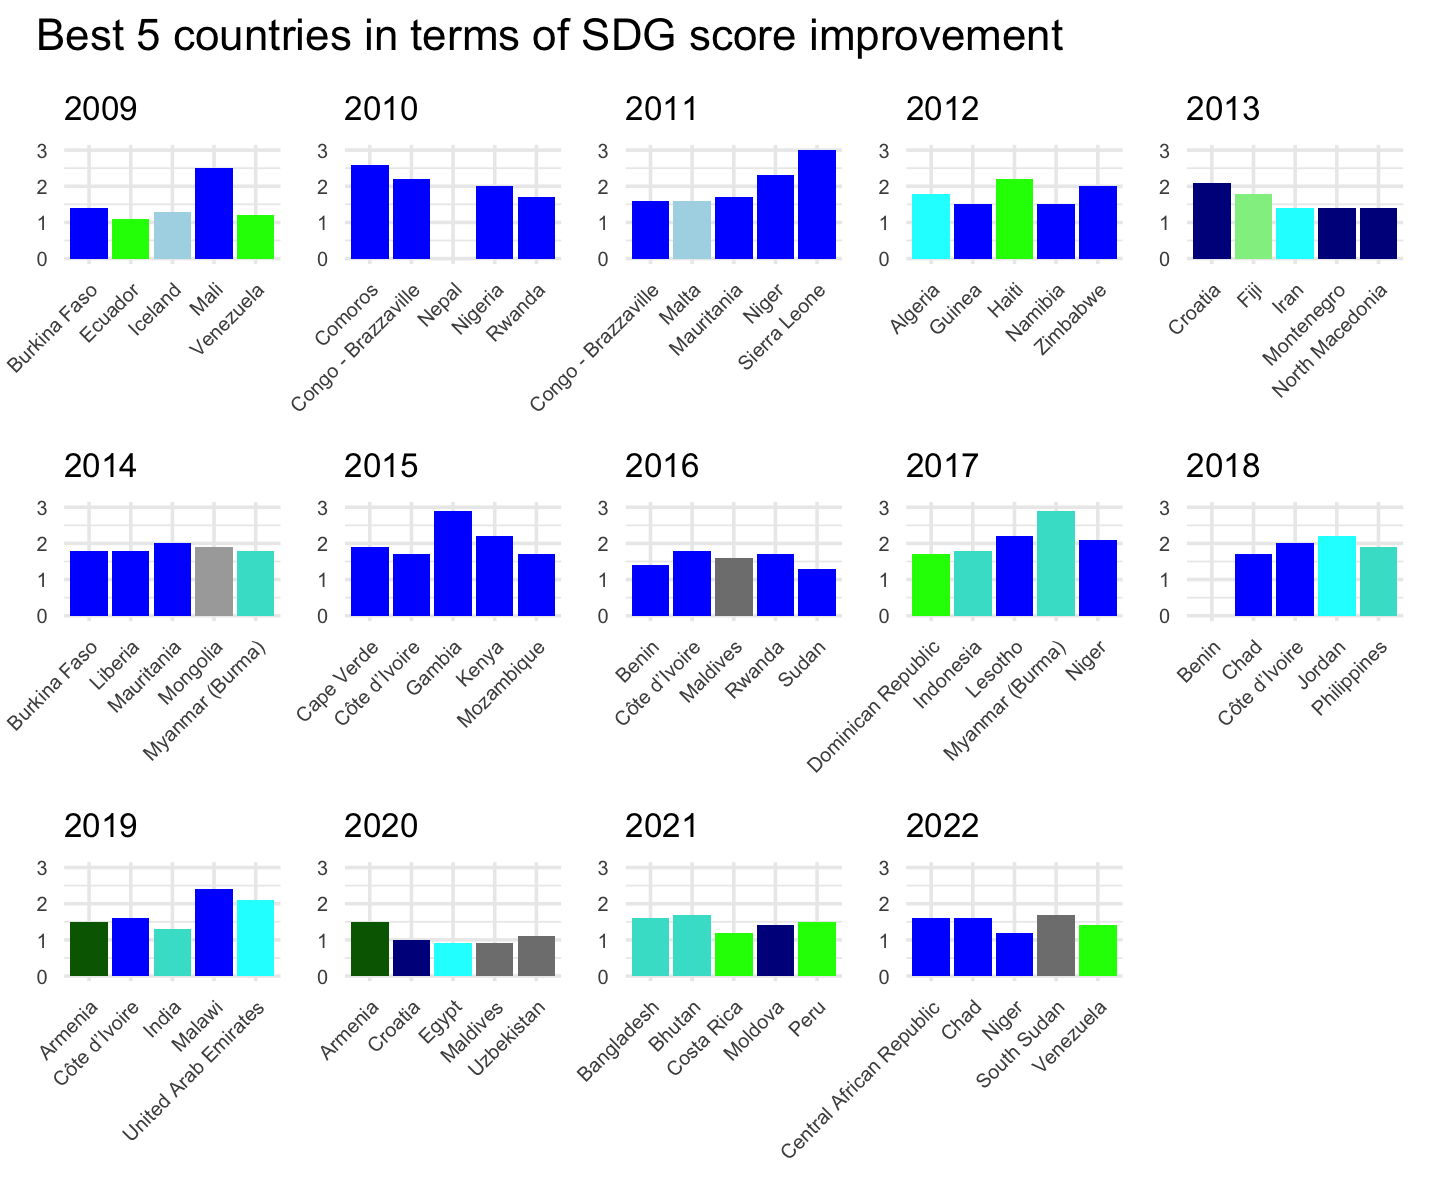 Best 5 countries in terms of SDG score improvement
2009
3
2
1
0
Burkina Faso
Ecuador
Iceland
Mali
Venezuela
2010
3
2
1
0
Comoros
Congo - Brazzaville
Nepal
Nigeria
Rwanda
2011
3
2
1
0
Congo - Brazzaville
Malta
Mauritania
Niger
Sierra Leone
2012
3
2
1
0
Algeria
Guinea
Haiti
Namibia
Zimbabwe
2013
3
2
1
0
Croatia
Fiji
Iran
Montenegro
North Macedonia
2014
3
2
1
0
Burkina Faso
Liberia
Mauritania
Mongolia
Myanmar (Burma)
2015
3
2
1
0
Cape Verde
Côte d’Ivoire
Gambia
Kenya
Mozambique
2016
3
2
1
0
Benin
Côte d’Ivoire
Maldives
Rwanda
Sudan
2017
3
2
1
0
Dominican Republic
Indonesia
Lesotho
Myanmar (Burma)
Niger
2018
3
2
1
0
Benin
Chad
Côte d’Ivoire
Jordan
Philippines
2019
3
2
1
0
Armenia
Côte d’Ivoire
India
Malawi
United Arab Emirates
2020
3
2
1
0
Armenia
Croatia
Egypt
Maldives
Uzbekistan
2021
3
2
1
0
Bangladesh
Bhutan
Costa Rica
Moldova
Peru
2022
3
2
1
0
Central African Republic
Chad
Niger
South Sudan
Venezuela